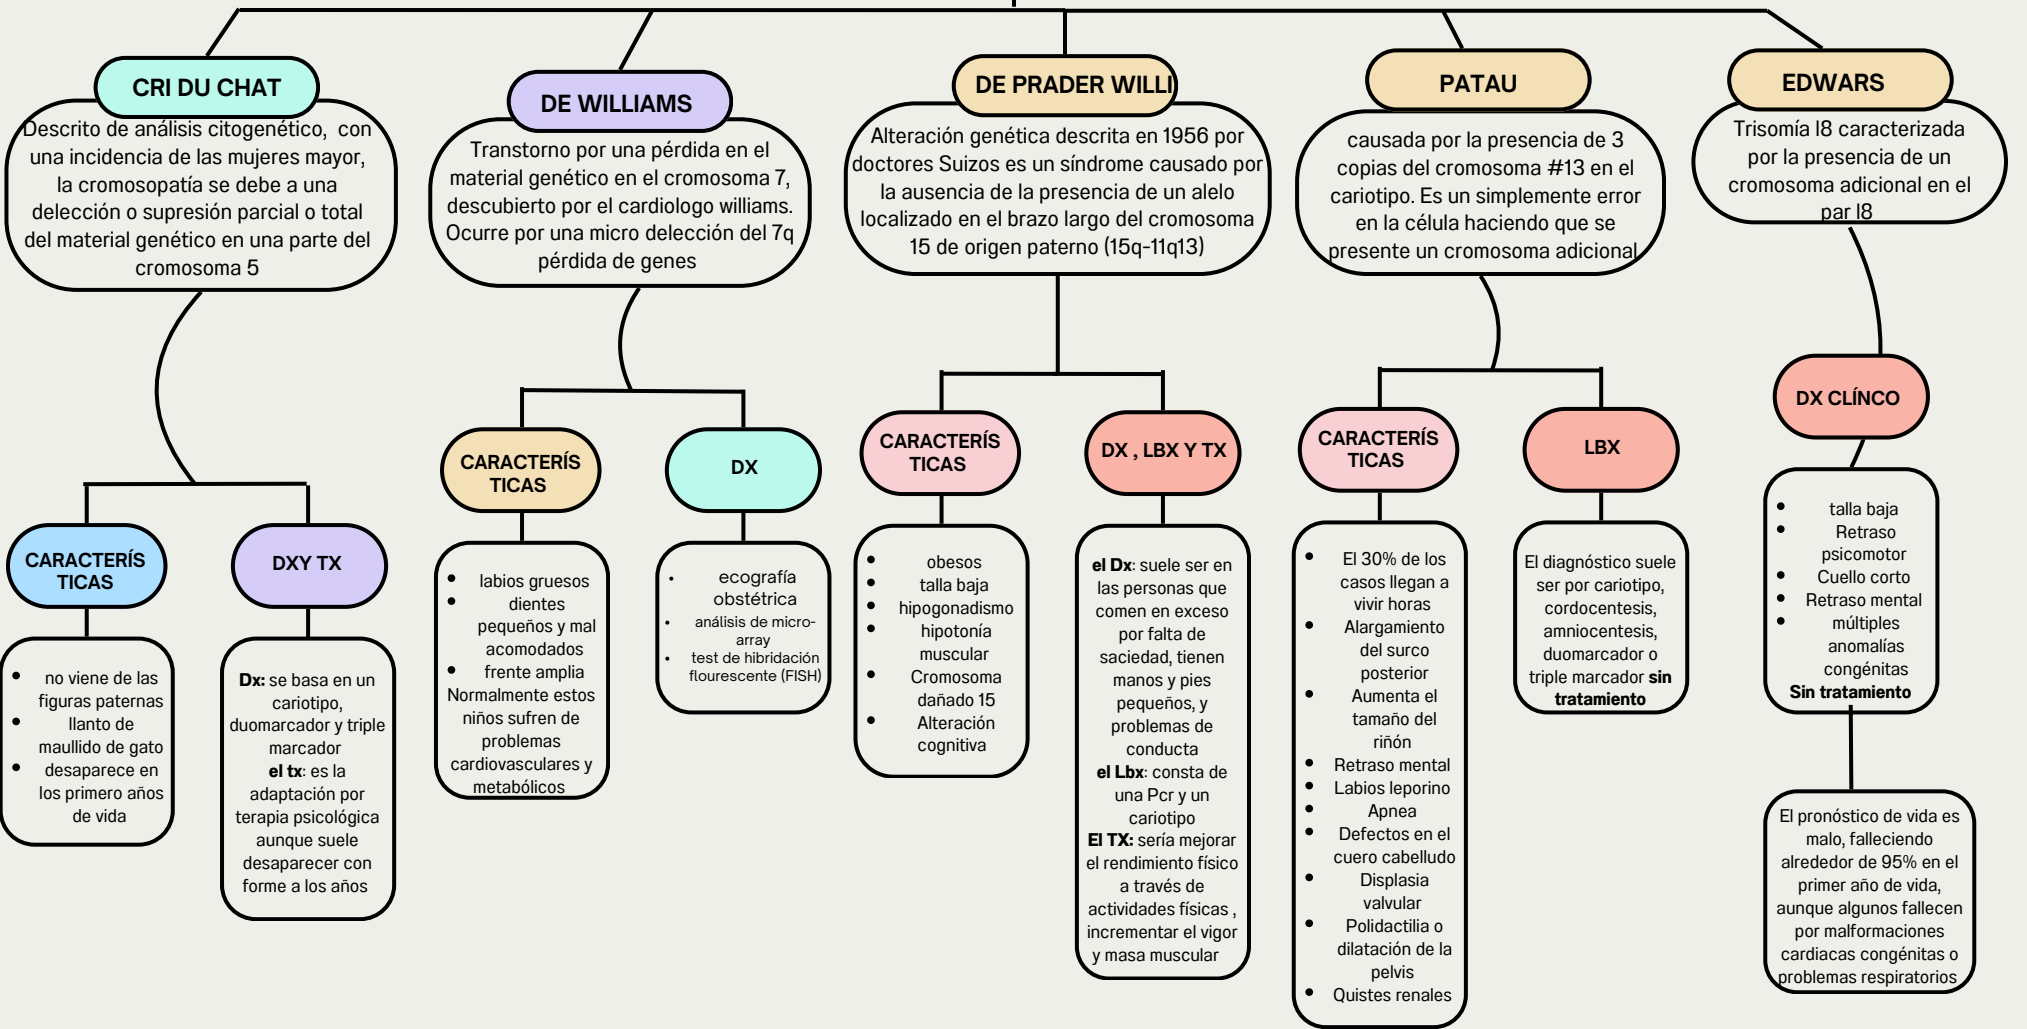 CRI DU CHAT
Descrito de análisis citogenético, con
una incidencia de las mujeres mayor,
la cromosopatía se debe a una
delección o supresión parcial o total
del material genético en una parte del
cromosoma 5
CARACTERÍS
TICAS
no viene de las
figuras paternas
llanto de
maullido de gato
desaparece en
los primero años
de vida
DXY TX
Dx: se basa en un
cariotipo,
duomarcador y triple
marcador
el tx: es la
adaptación por
terapia psicológica
aunque suele
desaparecer con
forme a los años
DE WILLIAMS
Transtorno por una pérdida en el
material genético en el cromosoma 7,
descubierto por el cardiologo williams.
Ocurre por una micro delección del 7q
pérdida de genes
CARACTERÍS
TICAS
labios gruesos
dientes
pequeños y mal
acomodados
frente amplia
Normalmente estos
niños sufren de
problemas
cardiovasculares y
metabólicos
DX
ecografía
obstétrica
análisis de micro-
array
test de hibridación
flourescente (FISH)
DE PRADER WILLI
Alteración genética descrita en 1956 por
doctores Suizos es un síndrome causado por
la ausencia de la presencia de un alelo
localizado en el brazo largo del cromosoma
15 de origen paterno (15q-11q13)
CARACTERÍS
TICAS
obesos
talla baja
hipogonadismo
hipotonía
muscular
Cromosoma
dañado 15
Alteración
cognitiva
DX , LBX Y TX
el Dx: suele ser en
las personas que
comen en exceso
por falta de
saciedad, tienen
manos y pies
pequeños, y
problemas de
conducta
el Lbx: consta de
una Pcr y un
cariotipo
El TX: sería mejorar
el rendimiento físico
a través de
actividades físicas ,
incrementar el vigor
y masa muscular
PATAU
causada por la presencia de 3
copias del cromosoma #13 en el
cariotipo. Es un simplemente error
en la célula haciendo que se
presente un cromosoma adicional
CARACTERÍS
TICAS
El 30% de los
casos llegan a
vivir horas
Alargamiento
del surco
posterior
Aumenta el
tamaño del
riñón
Retraso mental
Labios leporino
Apnea
Defectos en el
cuero cabelludo
Displasia
valvular
Polidactilia o
dilatación de la
pelvis
Quistes renales
LBX
El diagnóstico suele
ser por cariotipo,
cordocentesis,
amniocentesis,
duomarcador o
triple marcador sin
tratamiento
EDWARS
Trisomía l8 caracterizada
por la presencia de un
cromosoma adicional en el
par l8
DX CLÍNCO
talla baja
Retraso
psicomotor
Cuello corto
Retraso mental
múltiples
anomalías
congénitas
Sin tratamiento
El pronóstico de vida es
malo, falleciendo
alrededor de 95% en el
primer año de vida,
aunque algunos fallecen
por malformaciones
cardiacas congénitas o
problemas respiratorios